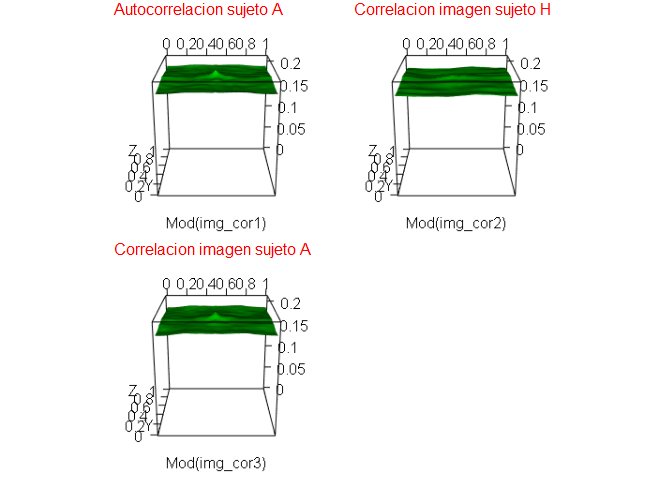 Autocorrelacion sujeto A
0 0,20,40,60,8 1
0.2
0.15
0.1
0.05
0
Z 1
0,8
0,6
0,4
0,2Y
0
Mod(img_cor1)
Correlacion imagen sujeto H
0 0,20,40,60,8 1
0.2
0.15
0.1
0.05
0
Z 1
0,8
0,6
0,4
0,2Y
0
Mod(img_cor2)
Correlacion imagen sujeto A
0 0,20,40,60,8 1
0.2
0.15
0.1
0.05
0
Z 1
0,8
0,6
0,4
0,2Y
0
Mod(img_cor3)